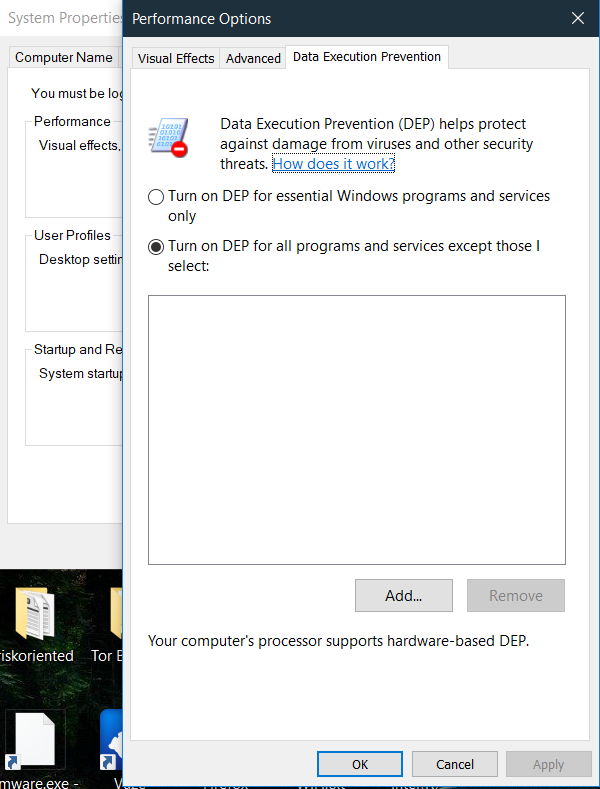 System Properties
Performance Options
Computer Name
Visual Effects
Advanced
Data Execution Prevention
You must be log
Performance
Visual effects,
User Profiles
Desktop settin
Startup and Re
System startup
Data Execution Prevention (DEP) helps protect
against damage from viruses and other security
threats. How does it work?
Turn on DEP for essential Windows programs and services
only
Turn on DEP for all programs and services except those I
select:
Add...
Remove
Your computer's processor supports hardware-based DEP.
OK
Cancel
Apply
riskoriented
Tor B
mware.exe -